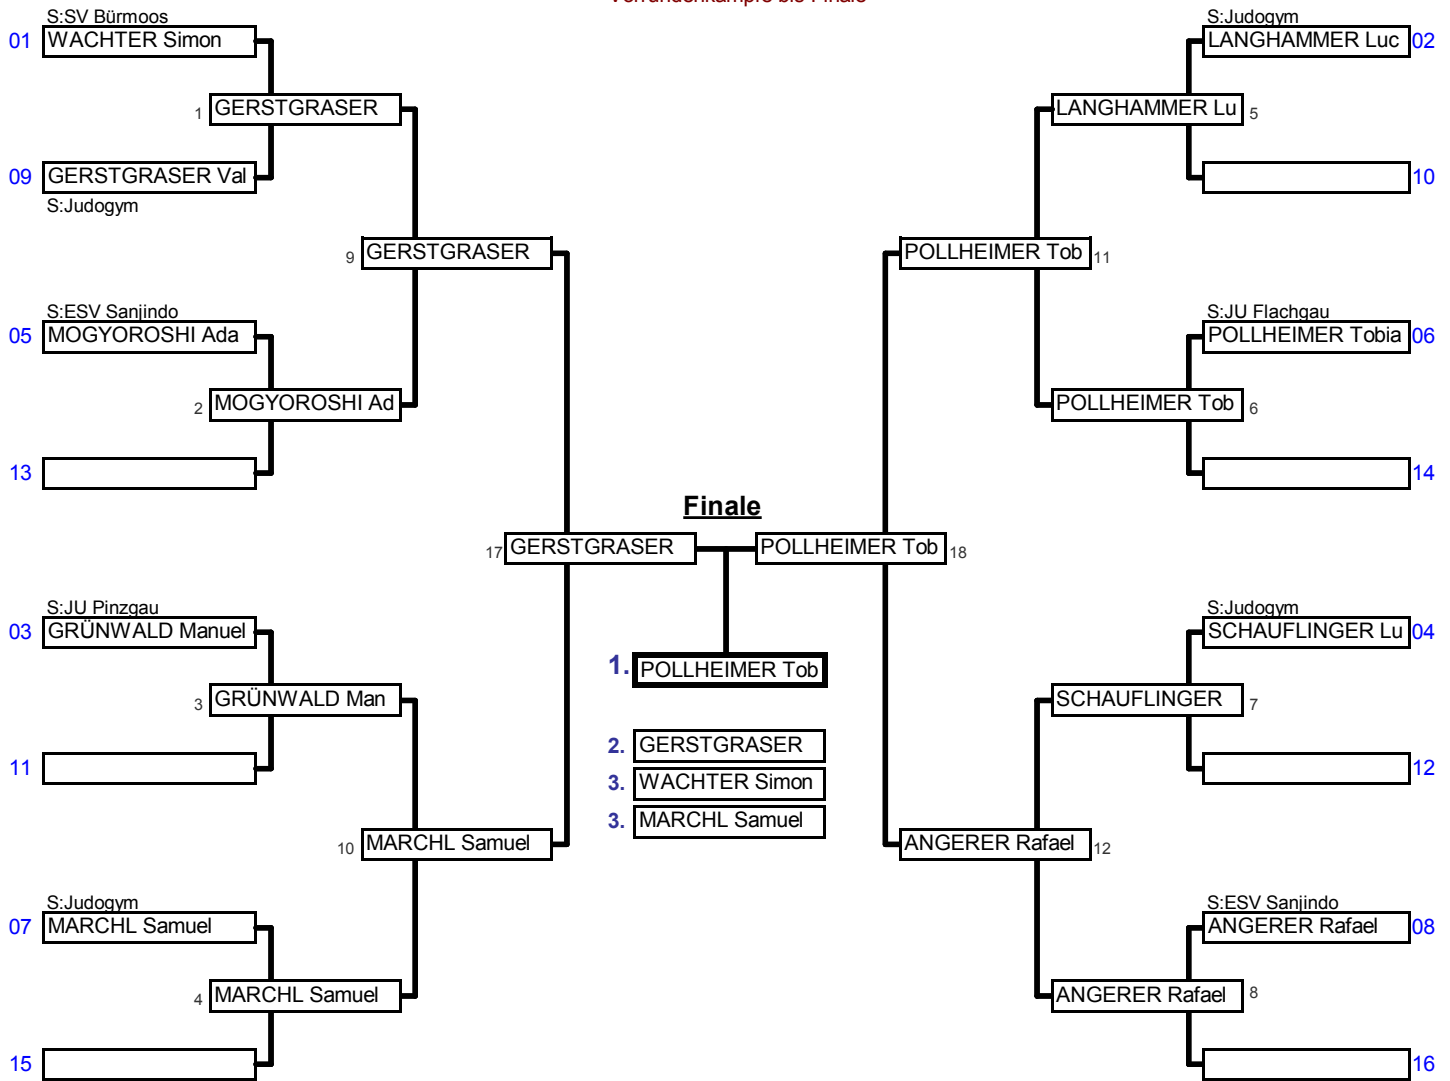 Vorrundenkämpfe bis Finale
S:SV Bürmoos
01 WACHTER Simon
1 GERSTGRASER
09 GERSTGRASER Val
S:Judogym
9 GERSTGRASER
S:ESV Sanjindo
05 MOGYOROSHI Ada
2 MOGYOROSHI Ad
13
17 GERSTGRASER
S:JU Pinzgau
03 GRÜNWALD Manuel
3 GRÜNWALD Man
11
10 MARCHL Samuel
S:Judogym
07 MARCHL Samuel
4 MARCHL Samuel
15
Finale
1. POLLHEIMER Tob
2. GERSTGRASER
3. WACHTER Simon
3. MARCHL Samuel
S:Judogym
LANGHAMMER Luc 02
LANGHAMMER Lu 5
10
POLLHEIMER Tob 11
S:JU Flachgau
POLLHEIMER Tobia 06
POLLHEIMER Tob 6
14
POLLHEIMER Tob 18
S:Judogym
SCHAUFLINGER Lu 04
SCHAUFLINGER 7
12
ANGERER Rafael 12
S:ESV Sanjindo
ANGERER Rafael 08
ANGERER Rafael 8
16